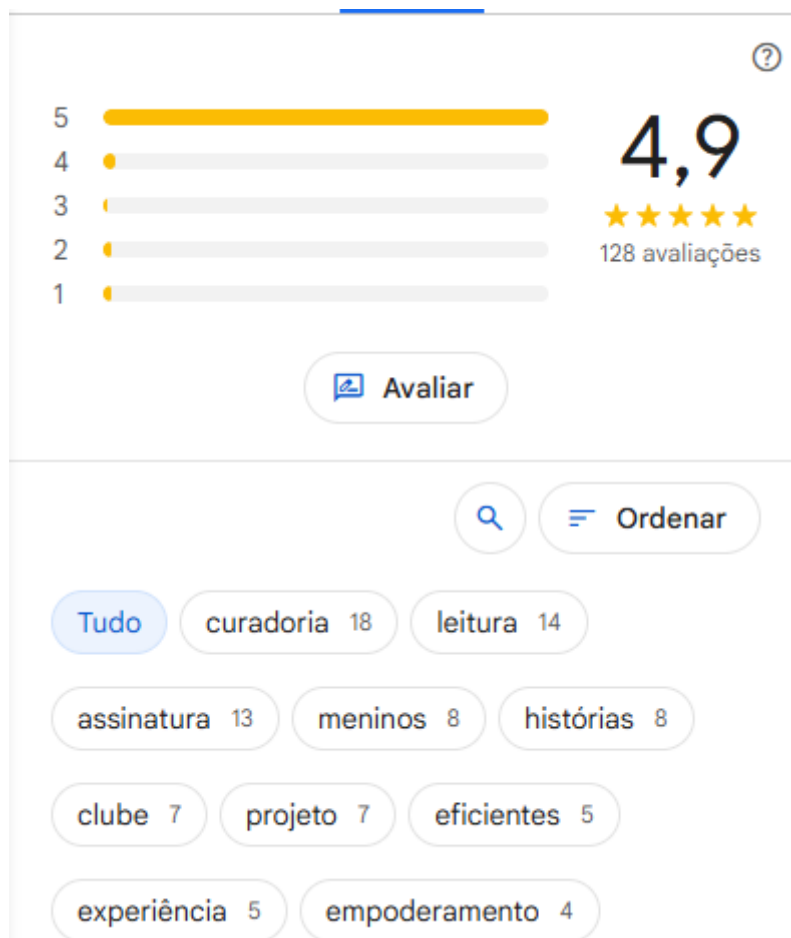 5
4
3
2
1
4,9
128 avaliações
Avaliar
Ordenar
Tudo curadoria 18 leitura 14
assinatura 13 meninos 8 histórias 8
clube 7 projeto 7 eficientes 5
experiência 5 empoderamento 4